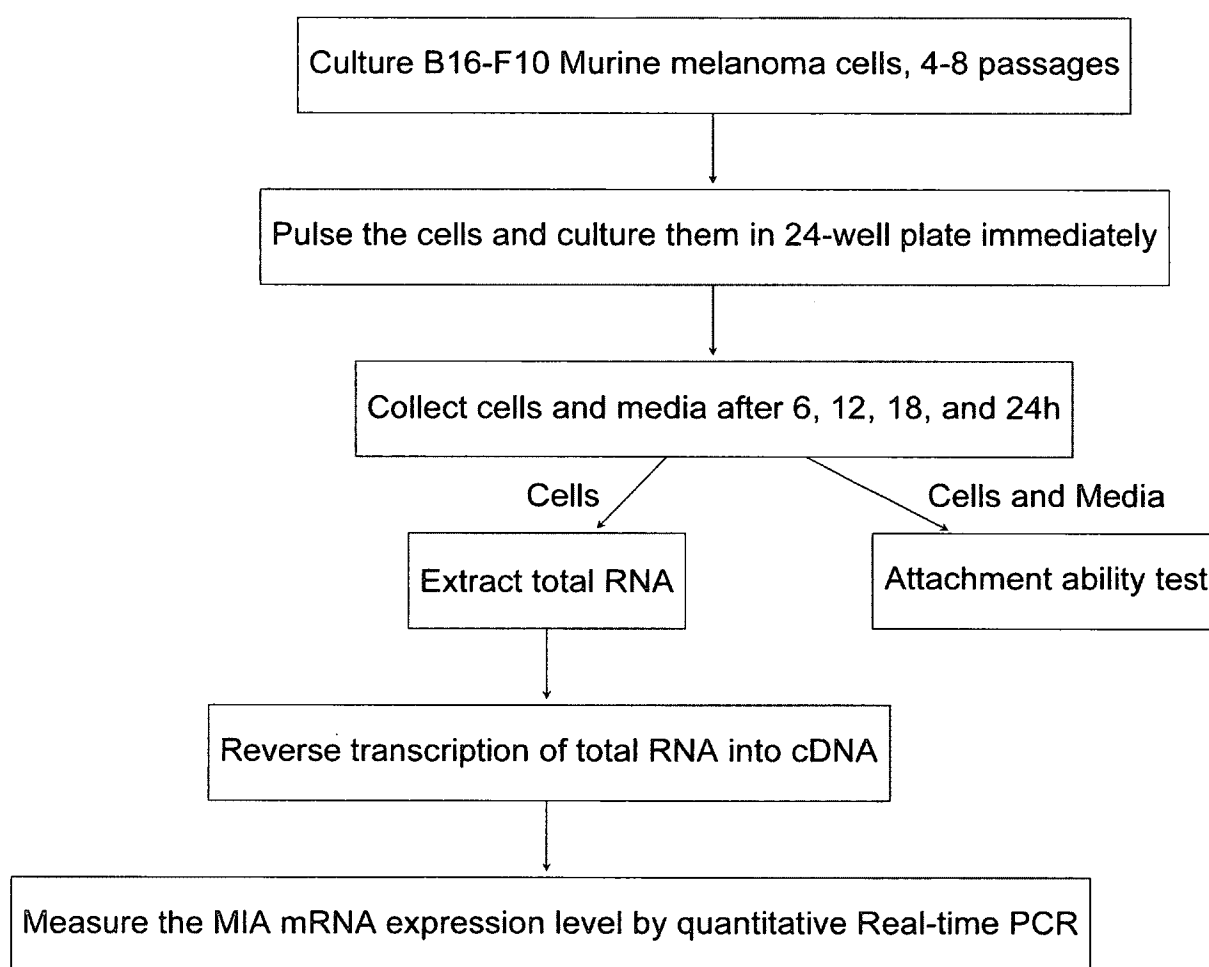 Culture B16-F10 Murine melanoma cells, 4-8 passages
Pulse the cells and culture them in 24-well plate immediately
Collect cells and media after 6, 12, 18, and 24h
Cells
Cells and Media
Extract total RNA
Attachment ability test
Reverse transcription of total RNA into cDNA
Measure the MIA mRNA expression level by quantitative Real-time PCR